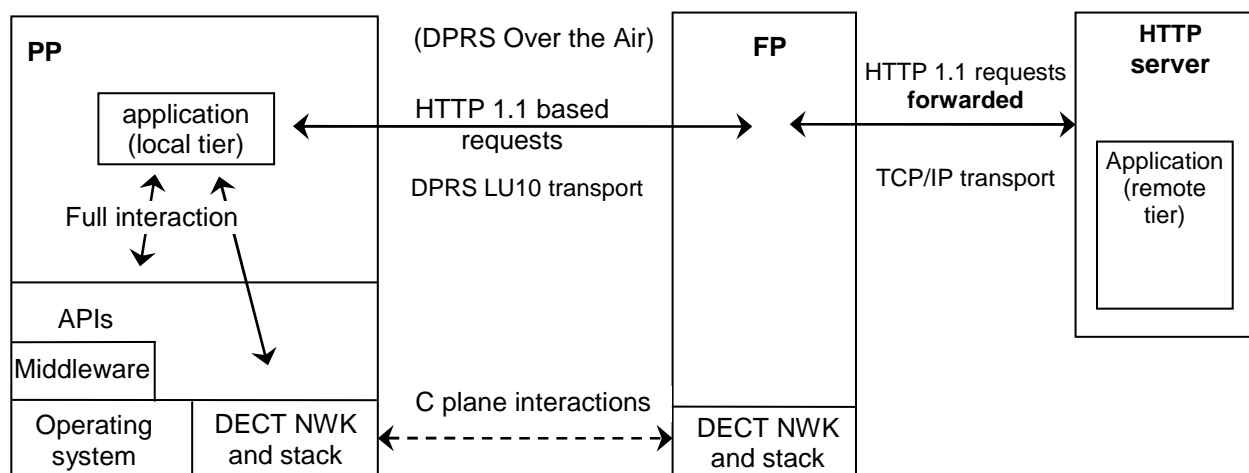 PP
application
(local tier)
Full interaction
APIs
Middleware
Operating
system
DECT NWK
and stack
(DPRS Over the Air)
HTTP 1.1 based
requests
DPRS LU10 transport
C plane interactions
FP
DECT NWK
and stack
HTTP 1.1 requests
forwarded
TCP/IP transport
HTTP
server
Application
(remote
tier)